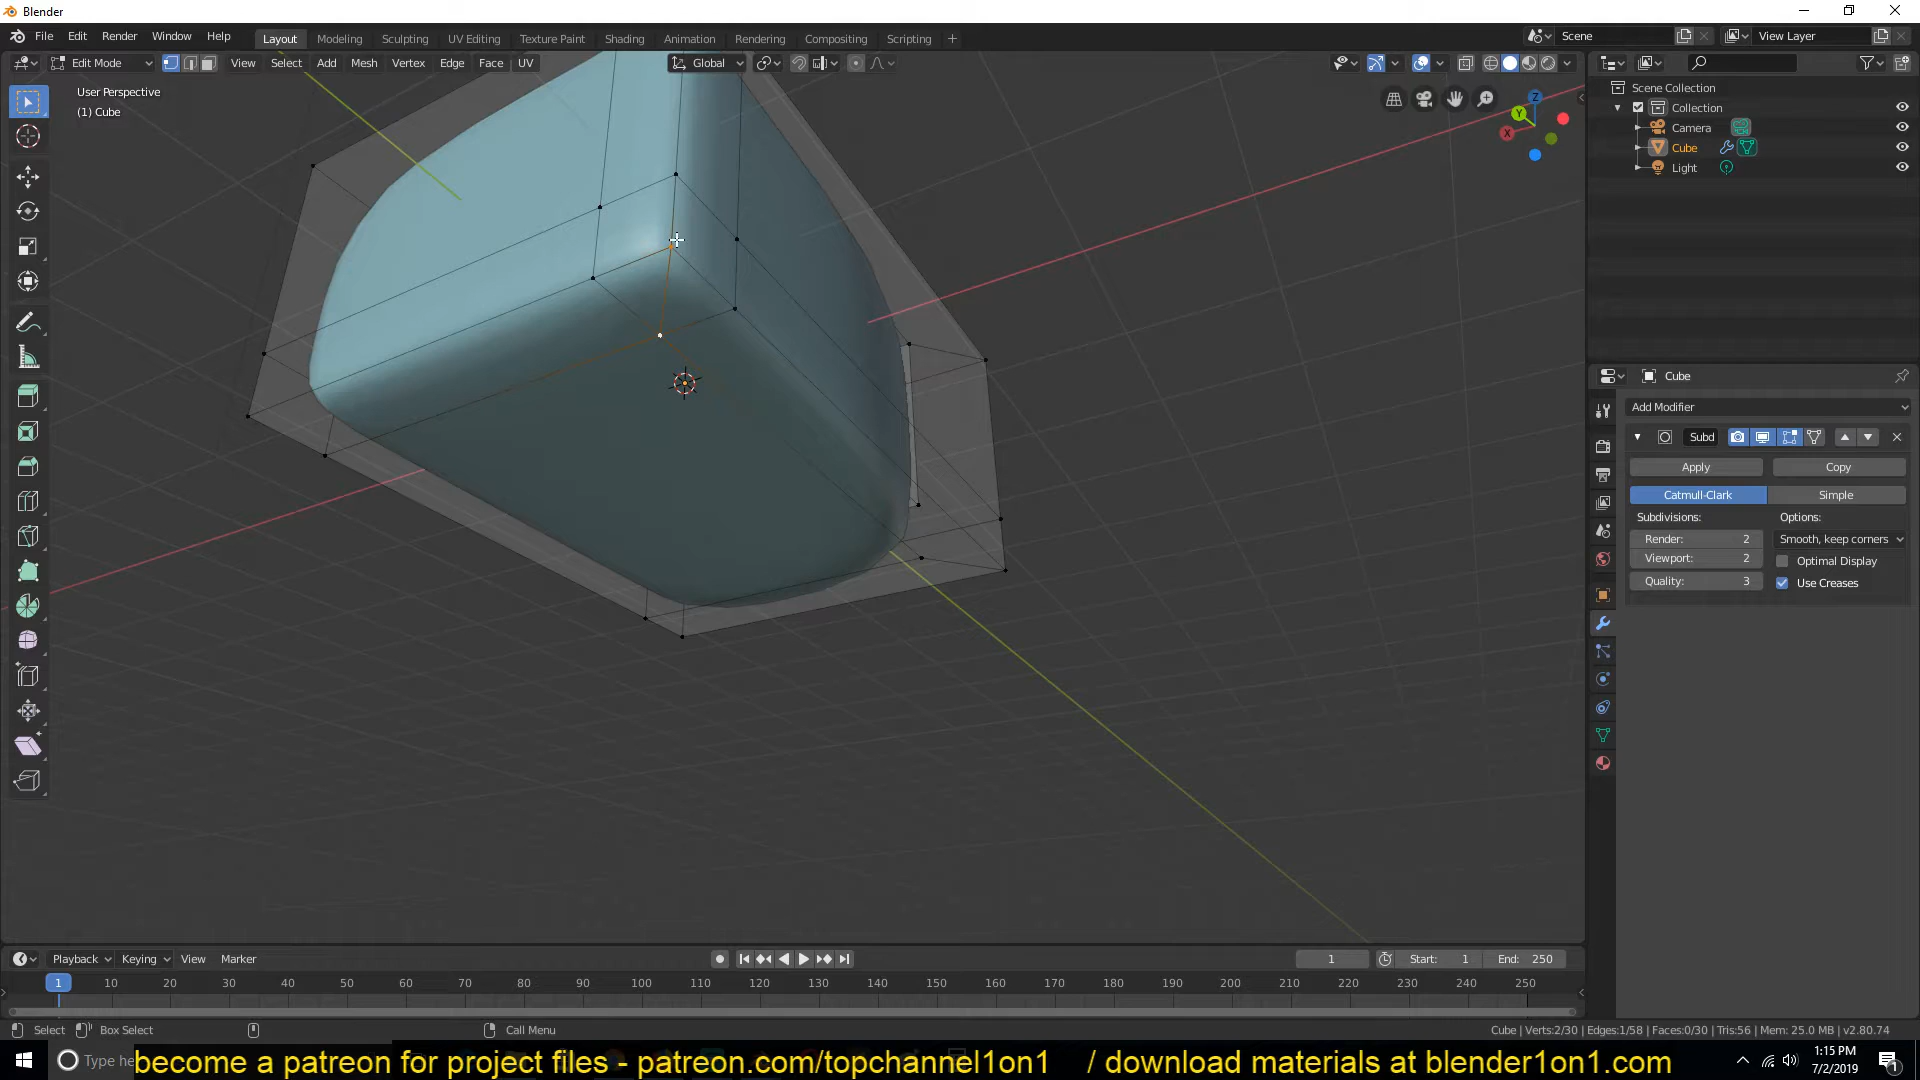 Blender
File Edit Render Window Help
Layout Modeling Sculpting UV Editing Texture Paint Shading Animation Rendering Compositing Scripting +
Scene
View Layer
Edit Mode
View Select Add Mesh Vertex Edge Face UV
Global
User Perspective
(1) Cube
X
Y
Z
Scene Collection
Collection
Camera
Cube
Light
Cube
Add Modifier
Subd
Apply Copy
Catmull-Clark Simple
Subdivisions: Options:
Render: 2 Smooth, keep corners
Viewport: 2 Optimal Display
Quality: 3 Use Creases
Playback Keying View Marker
1 Start: 1 End: 250
1 10 20 30 40 50 60 70 80 90 100 110 120 130 140 150 160 170 180 190 200 210 220 230 240 250
Select Box Select Call Menu
Cube | Verts:2/30 | Edges:1/58 | Faces:0/30 | Tris:56 | Mem: 25.0 MB | v2.80.74
Type he
become a patreon for project files - patreon.com/topchannel1on1 / download materials at blender1on1.com
1:15 PM
7/2/2019
1